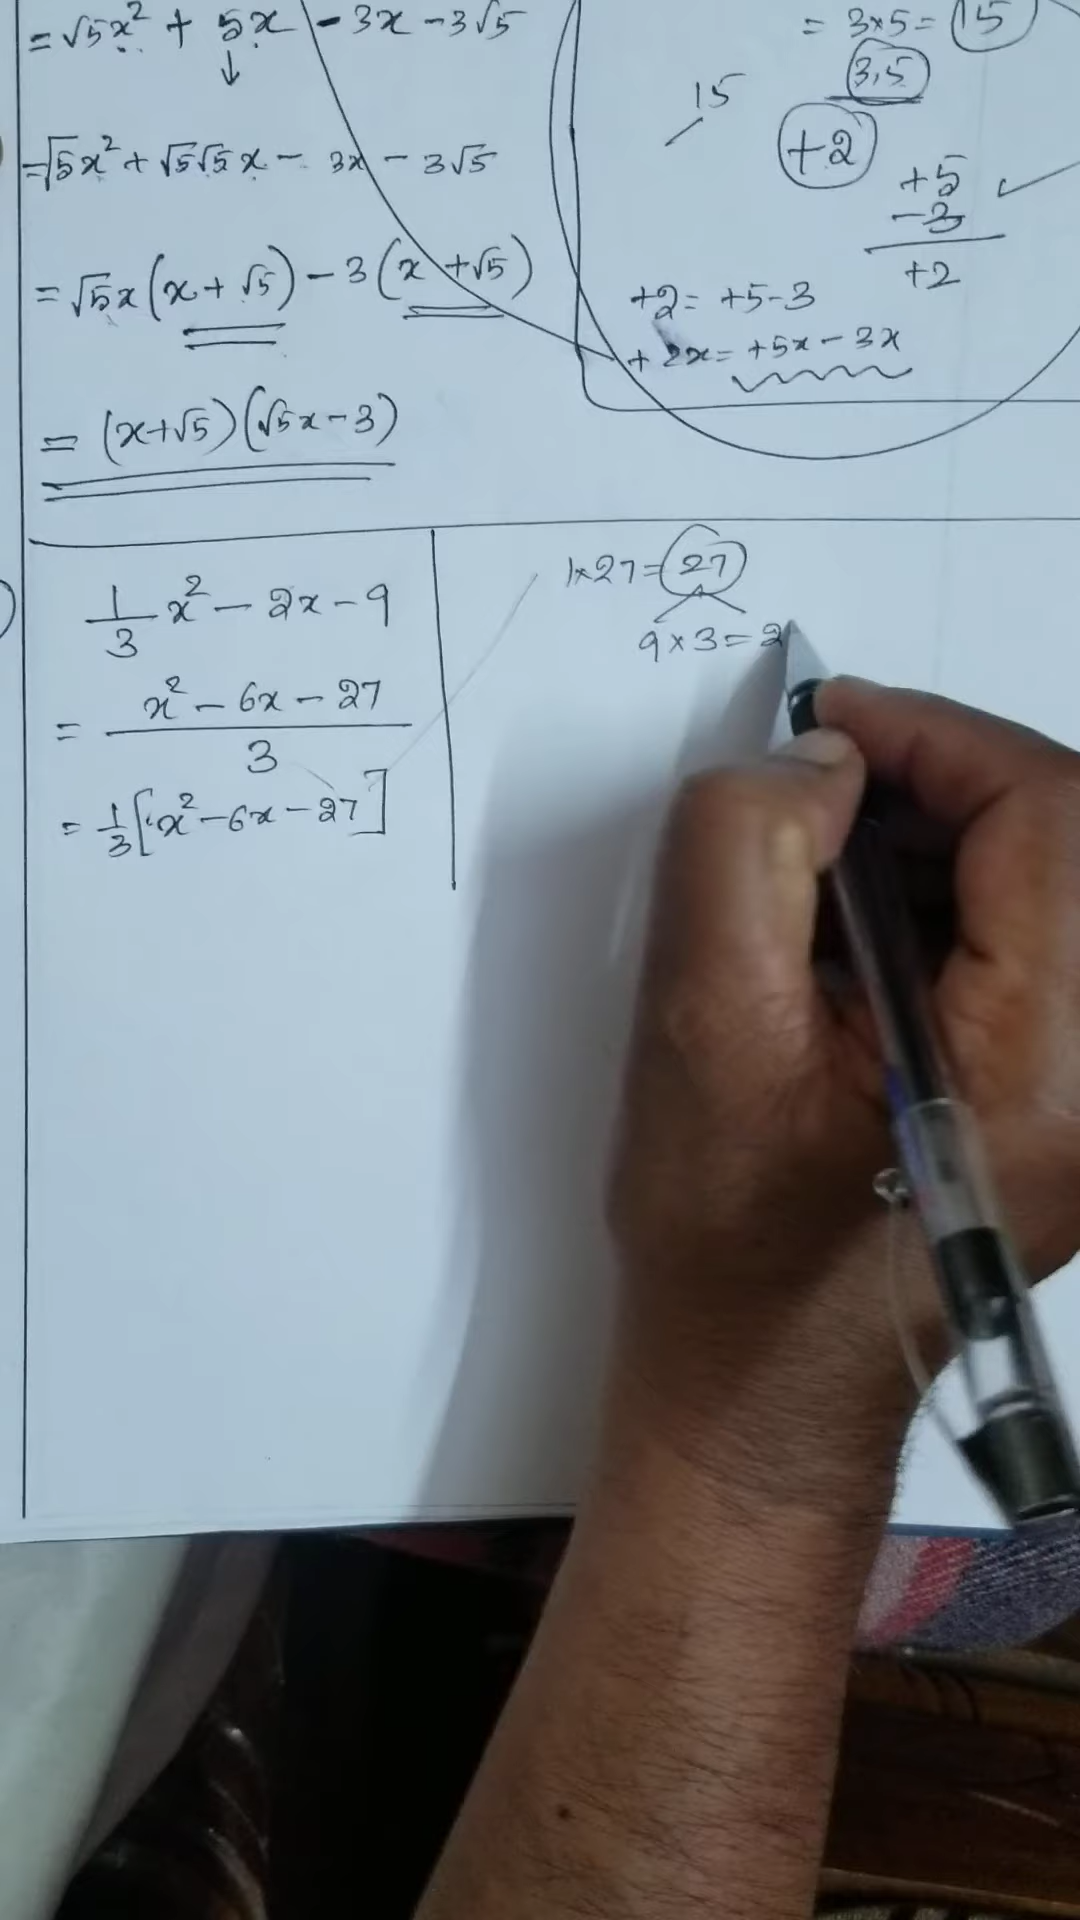 = √5x² + 5x - 3x - 3√5
= √5x² + √5√5x - 3x - 3√5
= √5x(x + √5) - 3(x + √5)
= (x+√5)(√5x-3)
= 3×5 = 15
3,5
15
+2
+5
-3
+2
+2 = +5-3
+2x = +5x - 3x
1/3 x² - 2x - 9
= x² - 6x - 27
3
= 1/3[x² - 6x - 27]
1×27 = 27
9×3 = 2